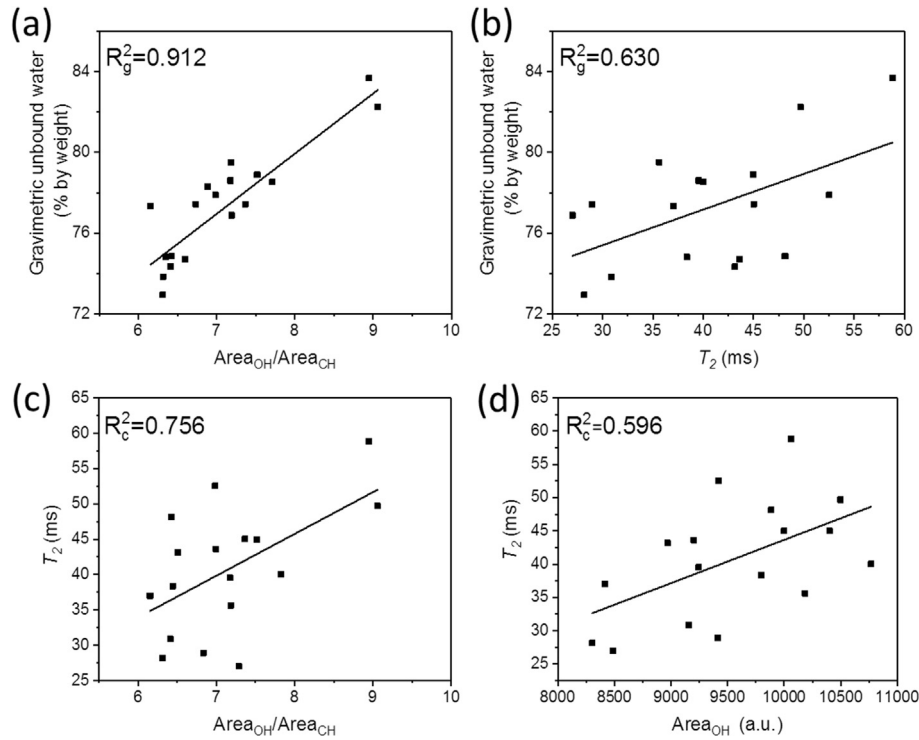 (a)
R²g=0.912
Gravimetric unbound water
(% by weight)
84
80
76
72
6 7 8 9 10
AreaOH/AreaCH
(b)
R²g=0.630
Gravimetric unbound water
(% by weight)
84
80
76
72
25 30 35 40 45 50 55 60
T2 (ms)
(c)
R²c=0.756
T2 (ms)
65
60
55
50
45
40
35
30
25
6 7 8 9 10
AreaOH/AreaCH
(d)
R²c=0.596
T2 (ms)
65
60
55
50
45
40
35
30
25
8000 8500 9000 9500 10000 10500 11000
AreaOH (a.u.)